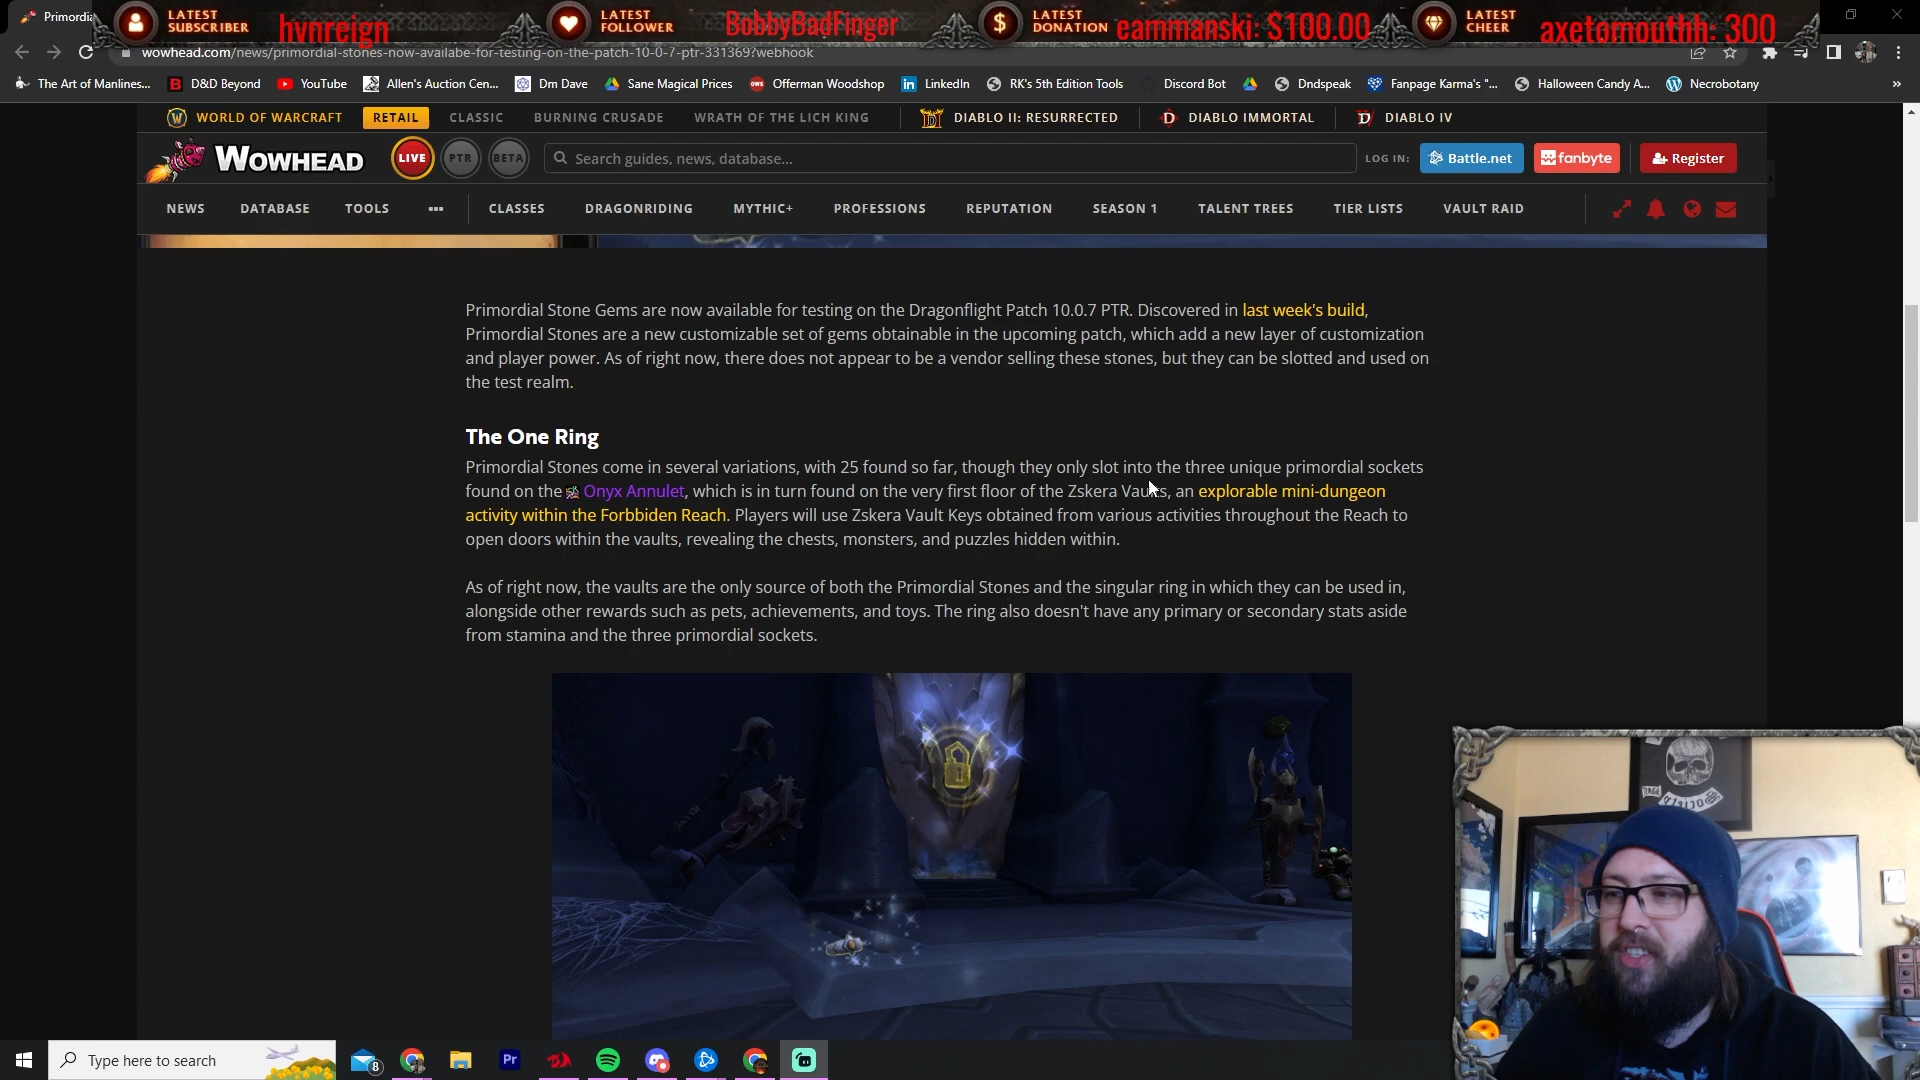 Primordia
LATEST SUBSCRIBER hvnreign
LATEST FOLLOWER BobbyBadFinger
LATEST DONATION eammanski: $100.00
LATEST CHEER axetomouthh: 300
wowhead.com/news/primordial-stones-now-availabe-for-testing-on-the-patch-10-0-7-ptr-331369?webhook
The Art of Manlines... D&D Beyond YouTube Allen's Auction Cen... Dm Dave Sane Magical Prices Offerman Woodshop LinkedIn RK's 5th Edition Tools Discord Bot Dndspeak Fanpage Karma's "... Halloween Candy A... Necrobotany »
WORLD OF WARCRAFT RETAIL CLASSIC BURNING CRUSADE WRATH OF THE LICH KING DIABLO II: RESURRECTED DIABLO IMMORTAL DIABLO IV
WOWHEAD LIVE PTR BETA Search guides, news, database... LOG IN: Battle.net fanbyte Register
NEWS DATABASE TOOLS ••• CLASSES DRAGONRIDING MYTHIC+ PROFESSIONS REPUTATION SEASON 1 TALENT TREES TIER LISTS VAULT RAID
Primordial Stone Gems are now available for testing on the Dragonflight Patch 10.0.7 PTR. Discovered in last week's build,
Primordial Stones are a new customizable set of gems obtainable in the upcoming patch, which add a new layer of customization
and player power. As of right now, there does not appear to be a vendor selling these stones, but they can be slotted and used on
the test realm.
The One Ring
Primordial Stones come in several variations, with 25 found so far, though they only slot into the three unique primordial sockets
found on the Onyx Annulet, which is in turn found on the very first floor of the Zskera Vaults, an explorable mini-dungeon
activity within the Forbbiden Reach. Players will use Zskera Vault Keys obtained from various activities throughout the Reach to
open doors within the vaults, revealing the chests, monsters, and puzzles hidden within.
As of right now, the vaults are the only source of both the Primordial Stones and the singular ring in which they can be used in,
alongside other rewards such as pets, achievements, and toys. The ring also doesn't have any primary or secondary stats aside
from stamina and the three primordial sockets.
Type here to search 8 Pr